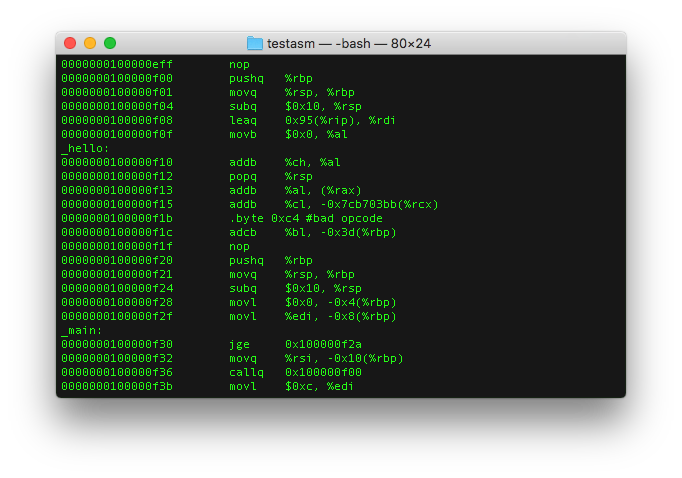 testasm — -bash — 80×24
0000000100000eff nop
0000000100000f00 pushq %rbp
0000000100000f01 movq %rsp, %rbp
0000000100000f04 subq $0x10, %rsp
0000000100000f08 leaq 0x95(%rip), %rdi
0000000100000f0f movb $0x0, %al
_hello:
0000000100000f10 addb %ch, %al
0000000100000f12 popq %rsp
0000000100000f13 addb %al, (%rax)
0000000100000f15 addb %cl, -0x7cb703bb(%rcx)
0000000100000f1b .byte 0xc4 #bad opcode
0000000100000f1c adcb %bl, -0x3d(%rbp)
0000000100000f1f nop
0000000100000f20 pushq %rbp
0000000100000f21 movq %rsp, %rbp
0000000100000f24 subq $0x10, %rsp
0000000100000f28 movl $0x0, -0x4(%rbp)
0000000100000f2f movl %edi, -0x8(%rbp)
_main:
0000000100000f30 jge 0x100000f2a
0000000100000f32 movq %rsi, -0x10(%rbp)
0000000100000f36 callq 0x100000f00
0000000100000f3b movl $0xc, %edi